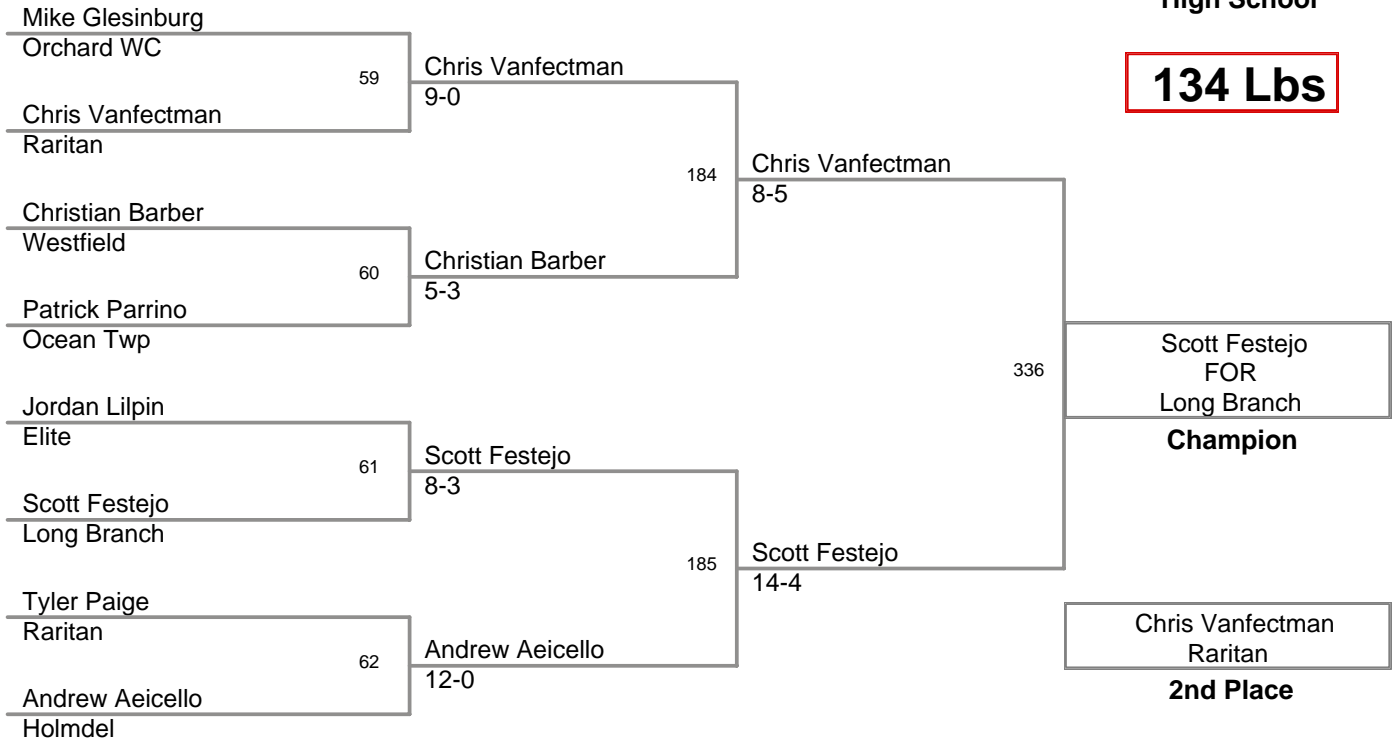 High School
134 Lbs
Mike Glesinburg
Orchard WC
59
Chris Vanfectman
Raritan
Christian Barber
Westfield
60
Patrick Parrino
Ocean Twp
Jordan Lilpin
Elite
61
Scott Festejo
Long Branch
Tyler Paige
Raritan
62
Andrew Aeicello
Holmdel
Chris Vanfectman
9-0
184
Christian Barber
5-3
Scott Festejo
8-3
185
Andrew Aeicello
12-0
Chris Vanfectman
8-5
336
Scott Festejo
14-4
Scott Festejo
FOR
Long Branch
Champion
Chris Vanfectman
Raritan
2nd Place